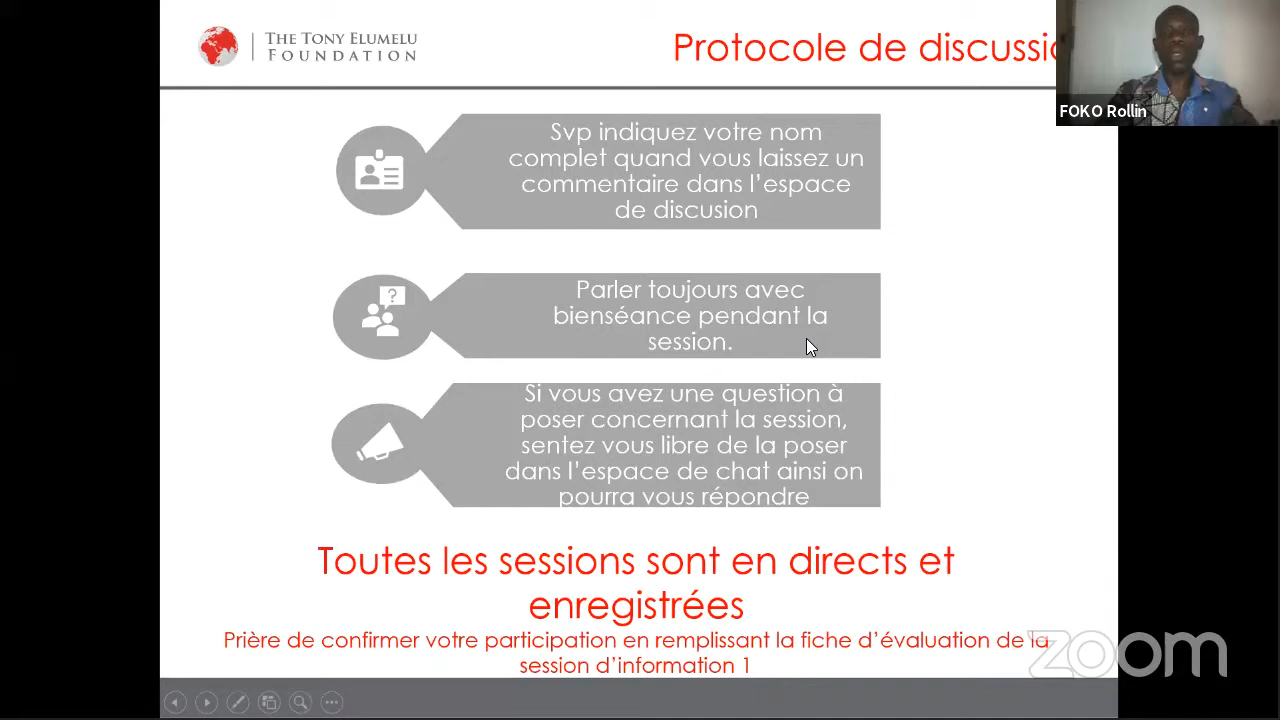 THE TONY ELUMELU
FOUNDATION
Protocole de discussio
FOKO Rollin
Svp indiquez votre nom
complet quand vous laissez un
commentaire dans l’espace
de discusion
?
Parler toujours avec
bienséance pendant la
session.
Si vous avez une question à
poser concernant la session,
sentez vous libre de la poser
dans l’espace de chat ainsi on
pourra vous répondre
Toutes les sessions sont en directs et
enregistrées
Prière de confirmer votre participation en remplissant la fiche d’évaluation de la
session d’information 1
zoom